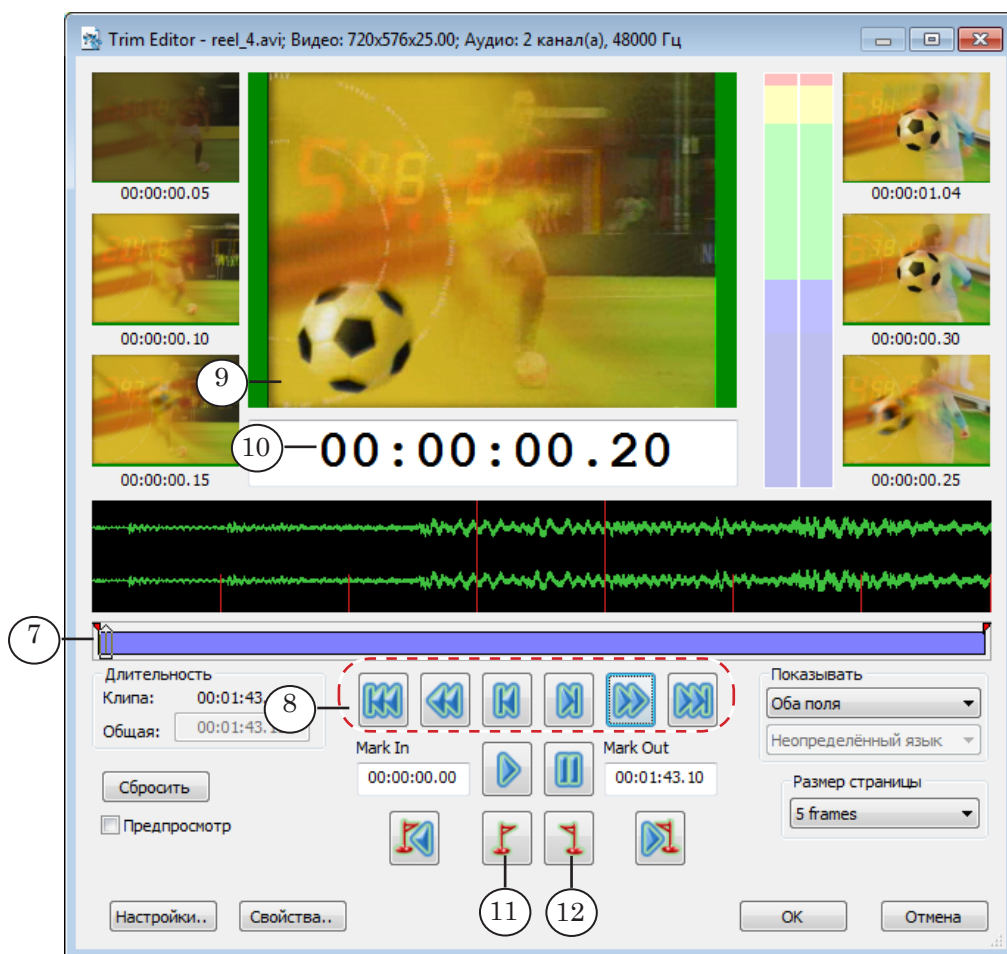 Trim Editor - reel_4.avi; Видео: 720x576x25.00; Аудио: 2 канал(а), 48000 Гц
00:00:00.05
00:00:01.04
00:00:00.10
00:00:00.30
9
10
00:00:00.20
00:00:00.15
00:00:00.25
7
Длительность
Клипа: 00:01:43.
Общая: 00:01:43.
8
Показывать
Оба поля
Неопределённый язык
Mark In
Mark Out
00:00:00.00
00:01:43.10
Размер страницы
5 frames
Сбросить
Предпросмотр
11
12
Настройки..
Свойства..
OK
Отмена